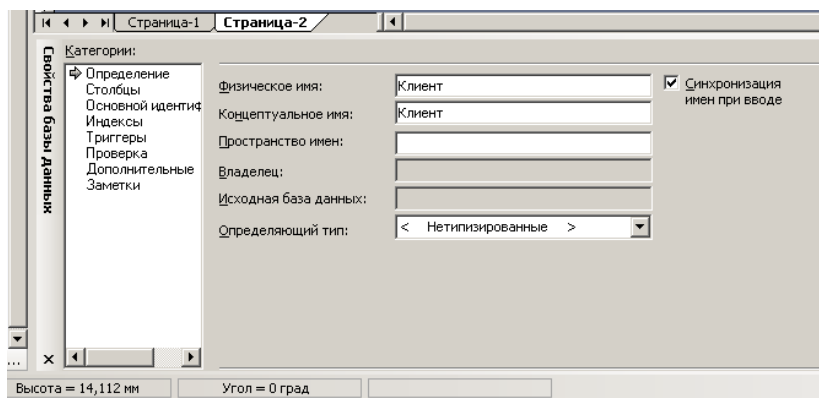 Страница-1 Страница-2
Свойства базы данных
Категории:
Определение
Столбцы
Основной идентиф
Индексы
Триггеры
Проверка
Дополнительные
Заметки
Физическое имя: Клиент
Концептуальное имя: Клиент
Пространство имен:
Владелец:
Исходная база данных:
Определяющий тип: < Нетипизированные >
Синхронизация
имен при вводе
...
Высота = 14,112 мм Угол = 0 град